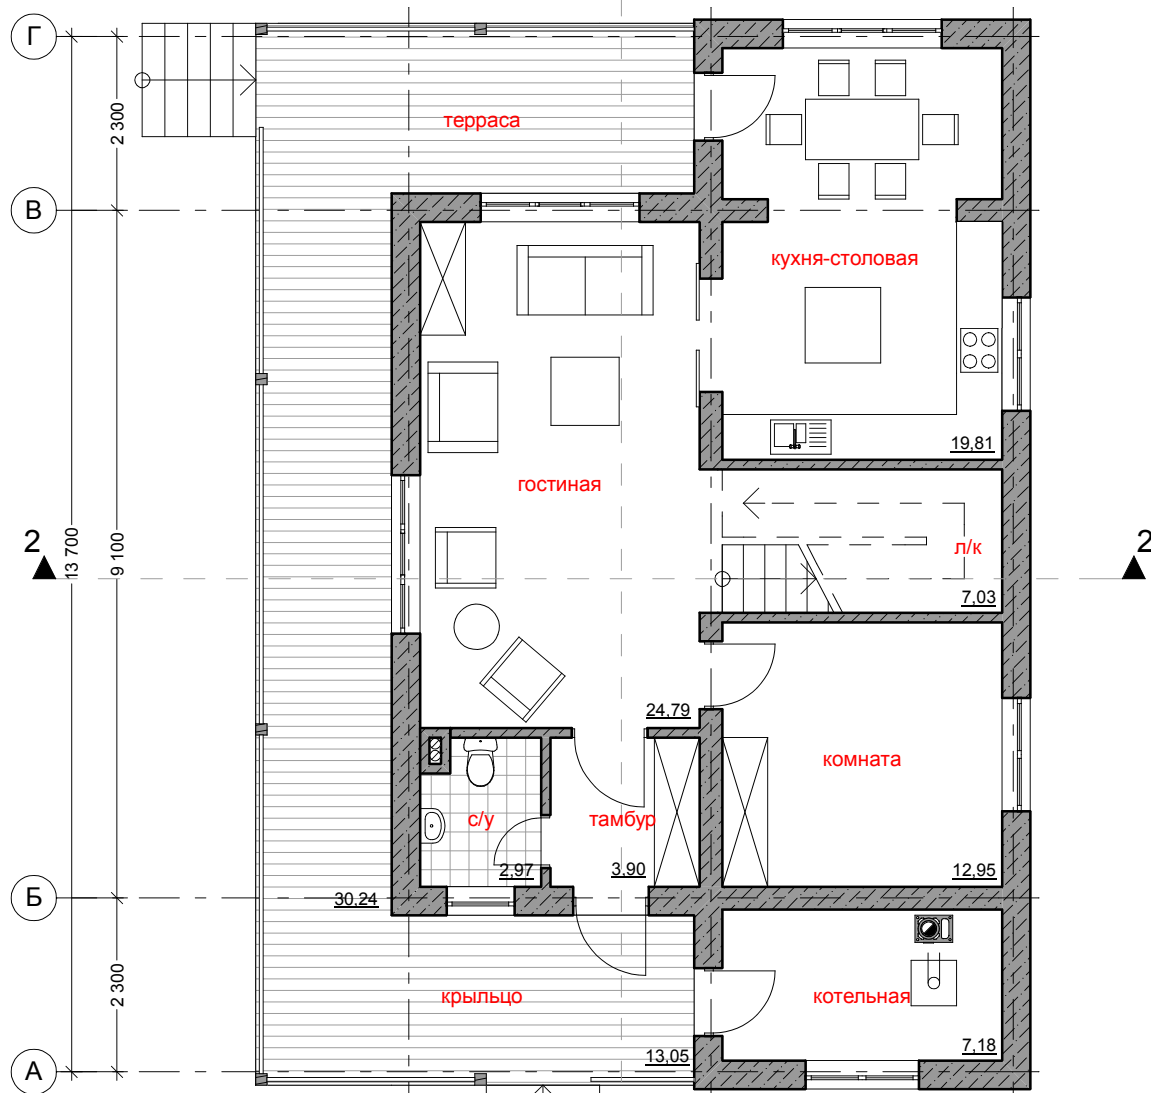 Г
2 300
терраса
В
кухня-столовая
19,81
гостиная
2
13 700
9 100
2
л/к
7,03
24,79
комната
с/у
тамбур
2,97
3,90
12,95
Б
30,24
2 300
крыльцо
котельная
13,05
7,18
А